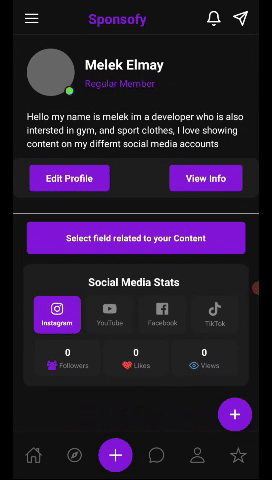 Sponsofy
Melek Elmay
Regular Member
Hello my name is melek im a developer who is also
intersted in gym, and sport clothes, I love showing
content on my differnt social media accounts
Edit Profile
View Info
Select field related to your Content
Social Media Stats
Instagram
YouTube
Facebook
TikTok
0
0
0
Followers
Likes
Views